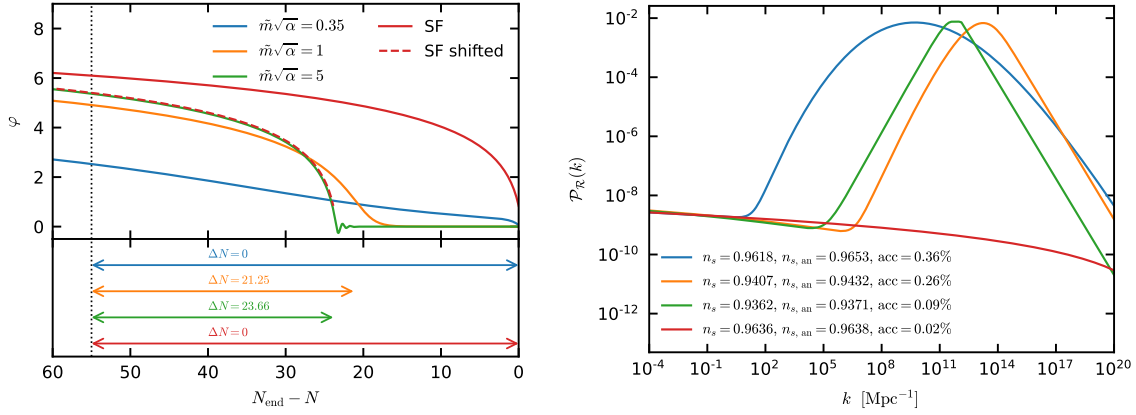 8
6
4
2
0
φ
m̃√α = 0.35
m̃√α = 1
m̃√α = 5
SF
SF shifted
ΔN = 0
ΔN = 21.25
ΔN = 23.66
ΔN = 0
60 50 40 30 20 10 0
N_end − N
10^−2
10^−4
10^−6
10^−8
10^−10
10^−12
𝒫_ℛ(k)
n_s = 0.9618, n_s, an = 0.9653, acc = 0.36%
n_s = 0.9407, n_s, an = 0.9432, acc = 0.26%
n_s = 0.9362, n_s, an = 0.9371, acc = 0.09%
n_s = 0.9636, n_s, an = 0.9638, acc = 0.02%
10^−4 10^−1 10^2 10^5 10^8 10^11 10^14 10^17 10^20
k [Mpc^−1]